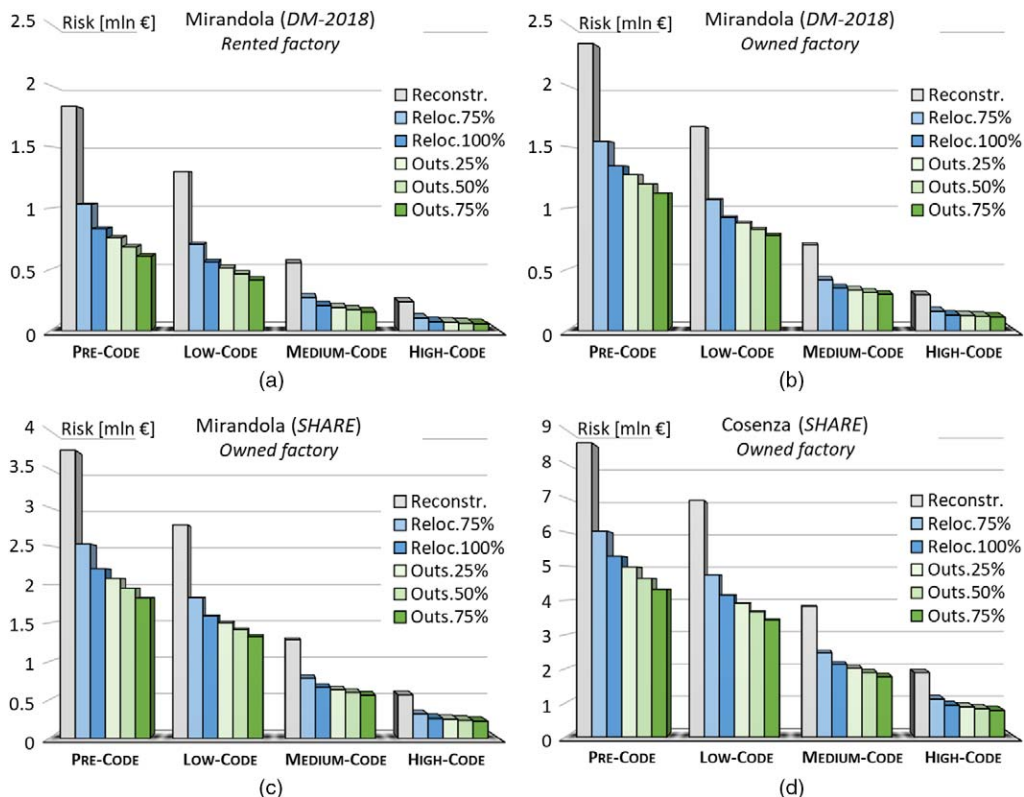 Mirandola (DM-2018)
Rented factory
Risk [mln €]
2.5
2
1.5
1
0.5
0
Reconstr.
Reloc.75%
Reloc.100%
Outs.25%
Outs.50%
Outs.75%
PRE-CODE LOW-CODE MEDIUM-CODE HIGH-CODE
(a)
Mirandola (DM-2018)
Owned factory
Risk [mln €]
2.5
2
1.5
1
0.5
0
Reconstr.
Reloc.75%
Reloc.100%
Outs.25%
Outs.50%
Outs.75%
PRE-CODE LOW-CODE MEDIUM-CODE HIGH-CODE
(b)
Mirandola (SHARE)
Owned factory
Risk [mln €]
4
3.5
3
2.5
2
1.5
1
0.5
0
Reconstr.
Reloc.75%
Reloc.100%
Outs.25%
Outs.50%
Outs.75%
PRE-CODE LOW-CODE MEDIUM-CODE HIGH-CODE
(c)
Cosenza (SHARE)
Owned factory
Risk [mln €]
9
8
7
6
5
4
3
2
1
0
Reconstr.
Reloc.75%
Reloc.100%
Outs.25%
Outs.50%
Outs.75%
PRE-CODE LOW-CODE MEDIUM-CODE HIGH-CODE
(d)